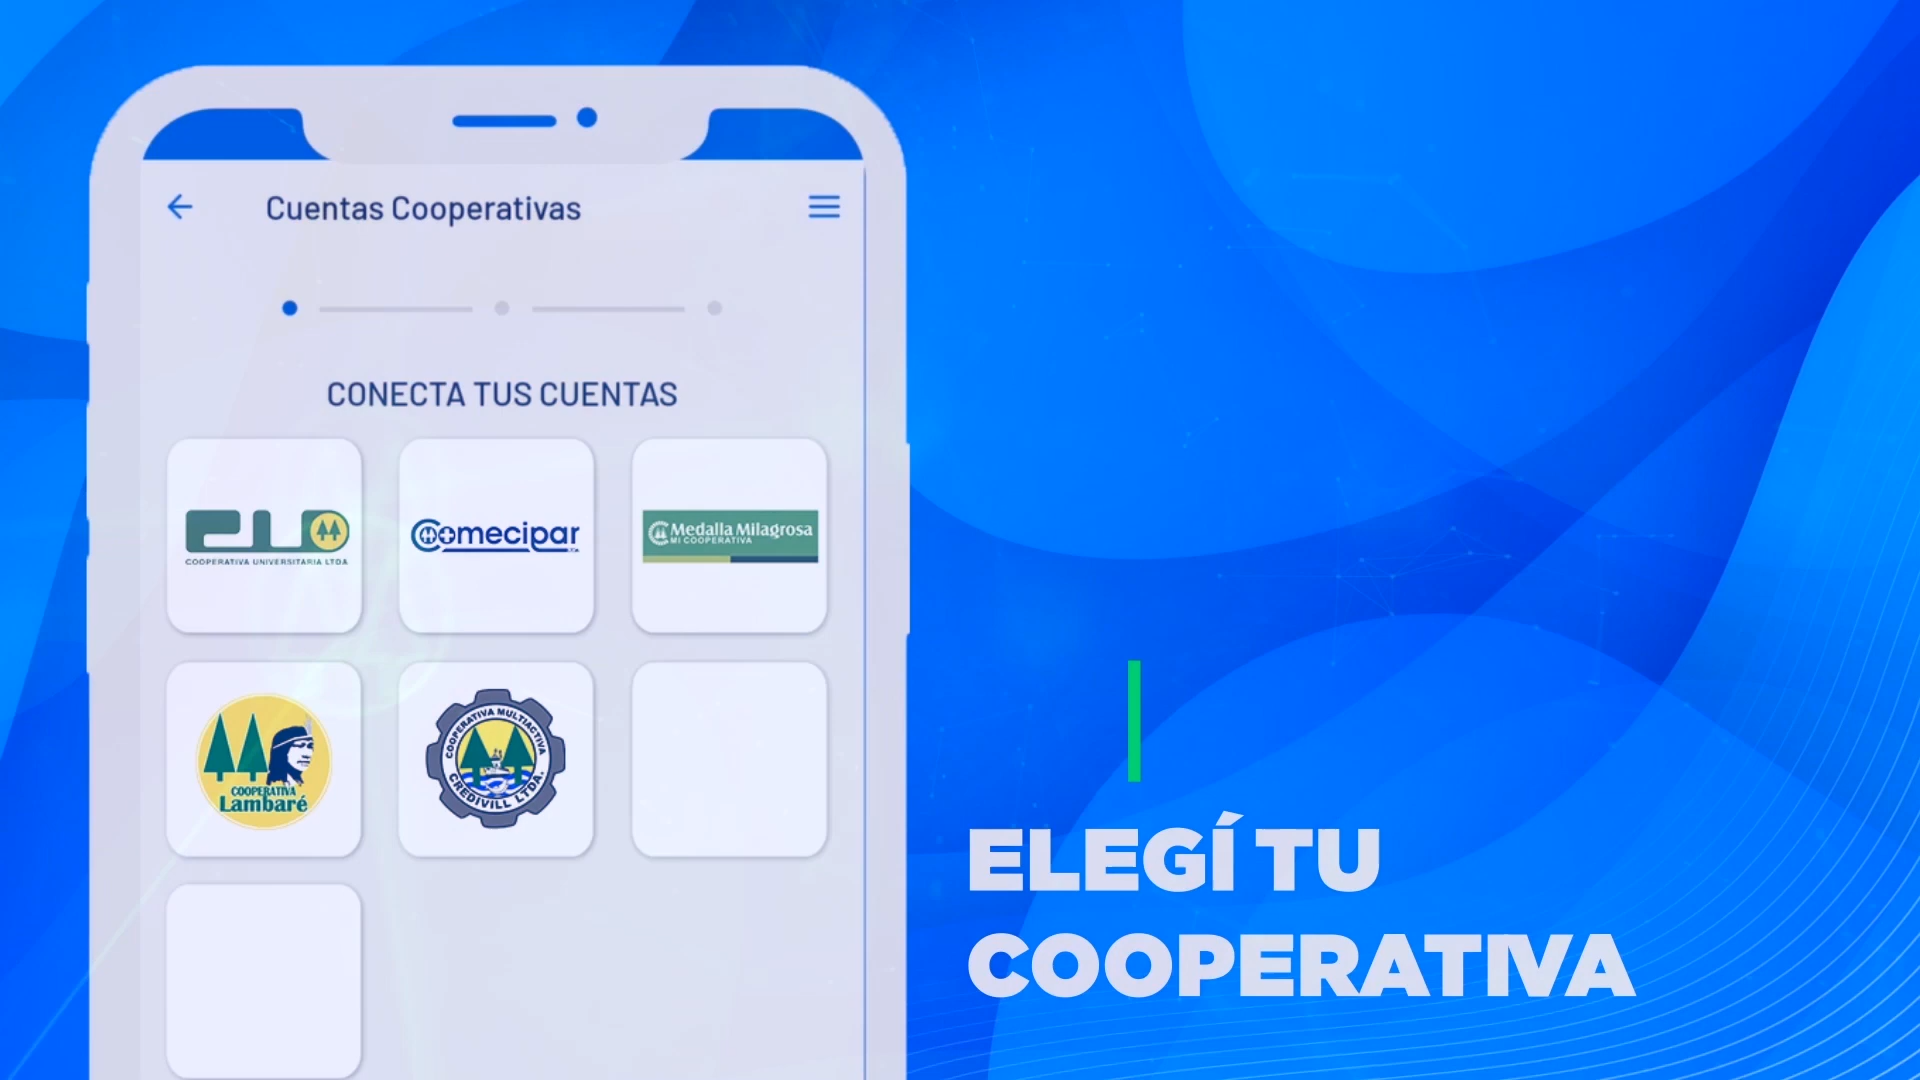 Cuentas Cooperativas
CONECTA TUS CUENTAS
COOPERATIVA UNIVERSITARIA LTDA
Comecipar
Medalla Milagrosa
MI COOPERATIVA
COOPERATIVA
Lambaré
COOPERATIVA MULTIACTIVA
CREDIVILL LTDA.
ELEGÍ TU
COOPERATIVA